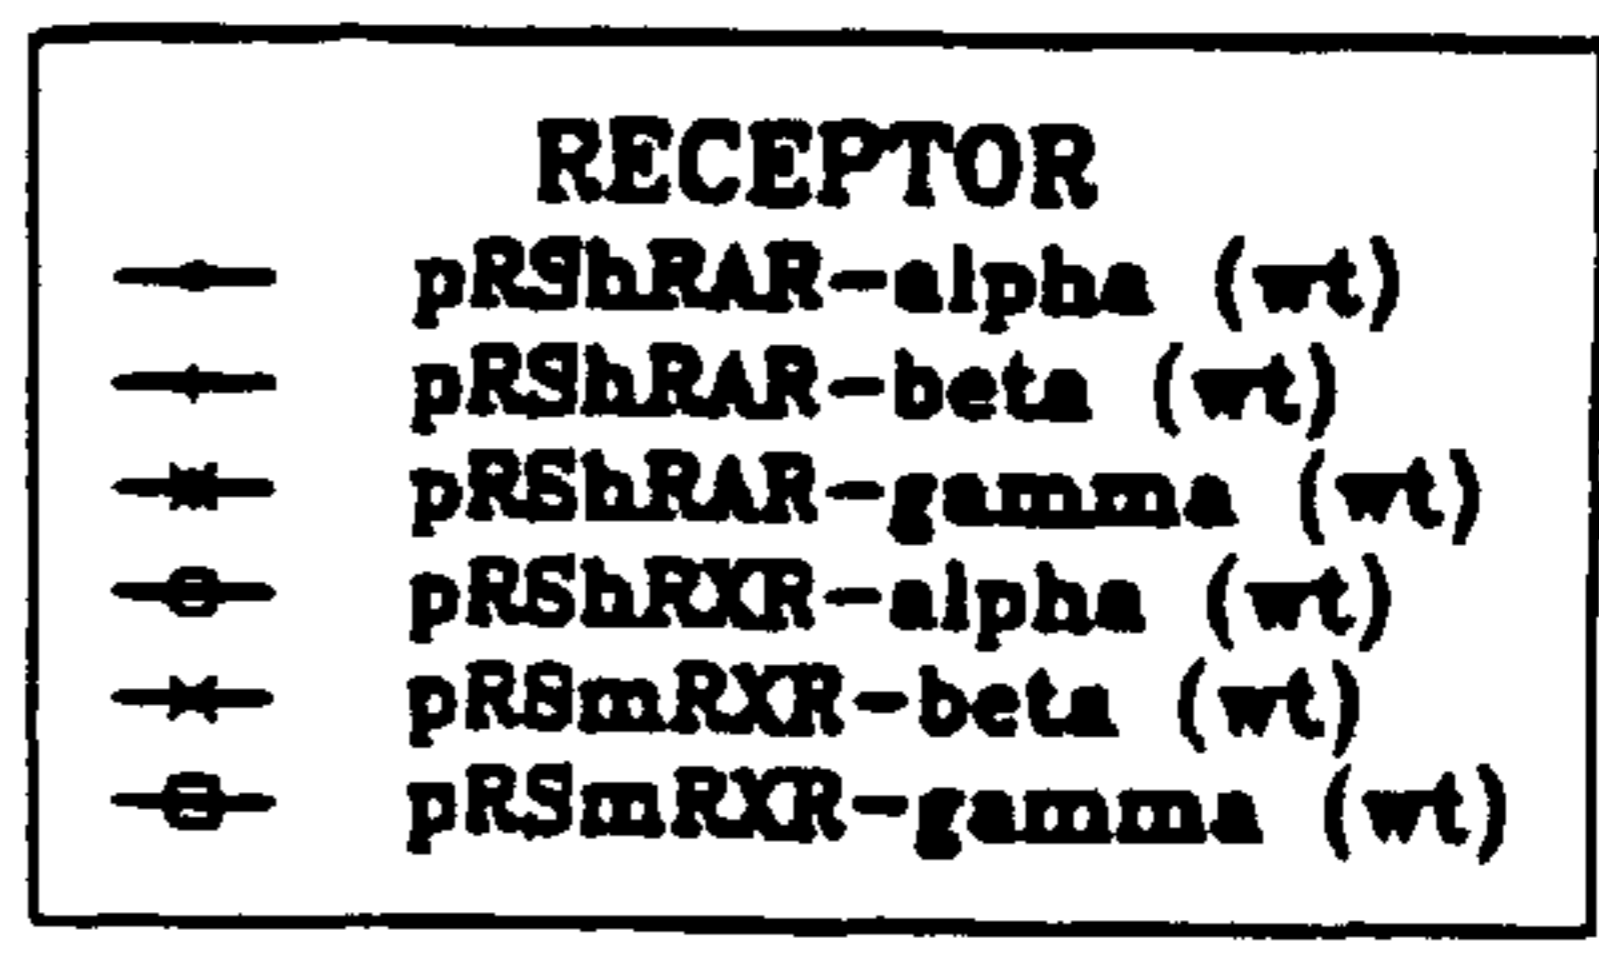 RECEPTOR
pRShRAR-alpha (wt)
pRShRAR-beta (wt)
pRShRAR-gamma (wt)
pRShRXR-alpha (wt)
pRSmRXR-beta (wt)
pRSmRXR-gamma (wt)